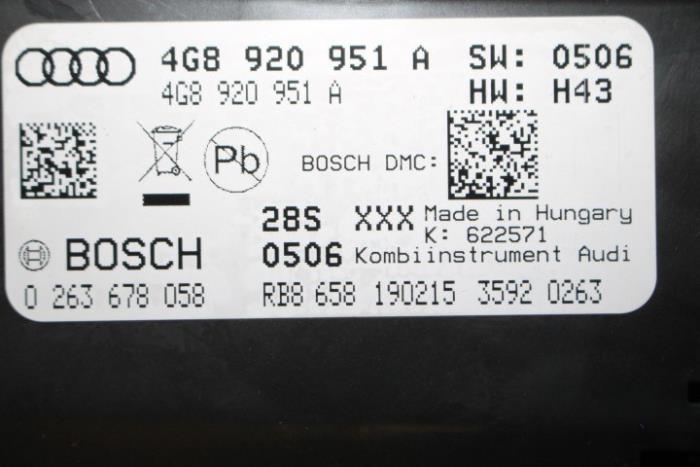 4G8 920 951 A SW: 0506
4G8 920 951 A HW: H43
Pb BOSCH DMC:
28S XXX Made in Hungary
K: 622571
BOSCH 0506 Kombiinstrument Audi
0 263 678 058 RB8 658 190215 3592 0263